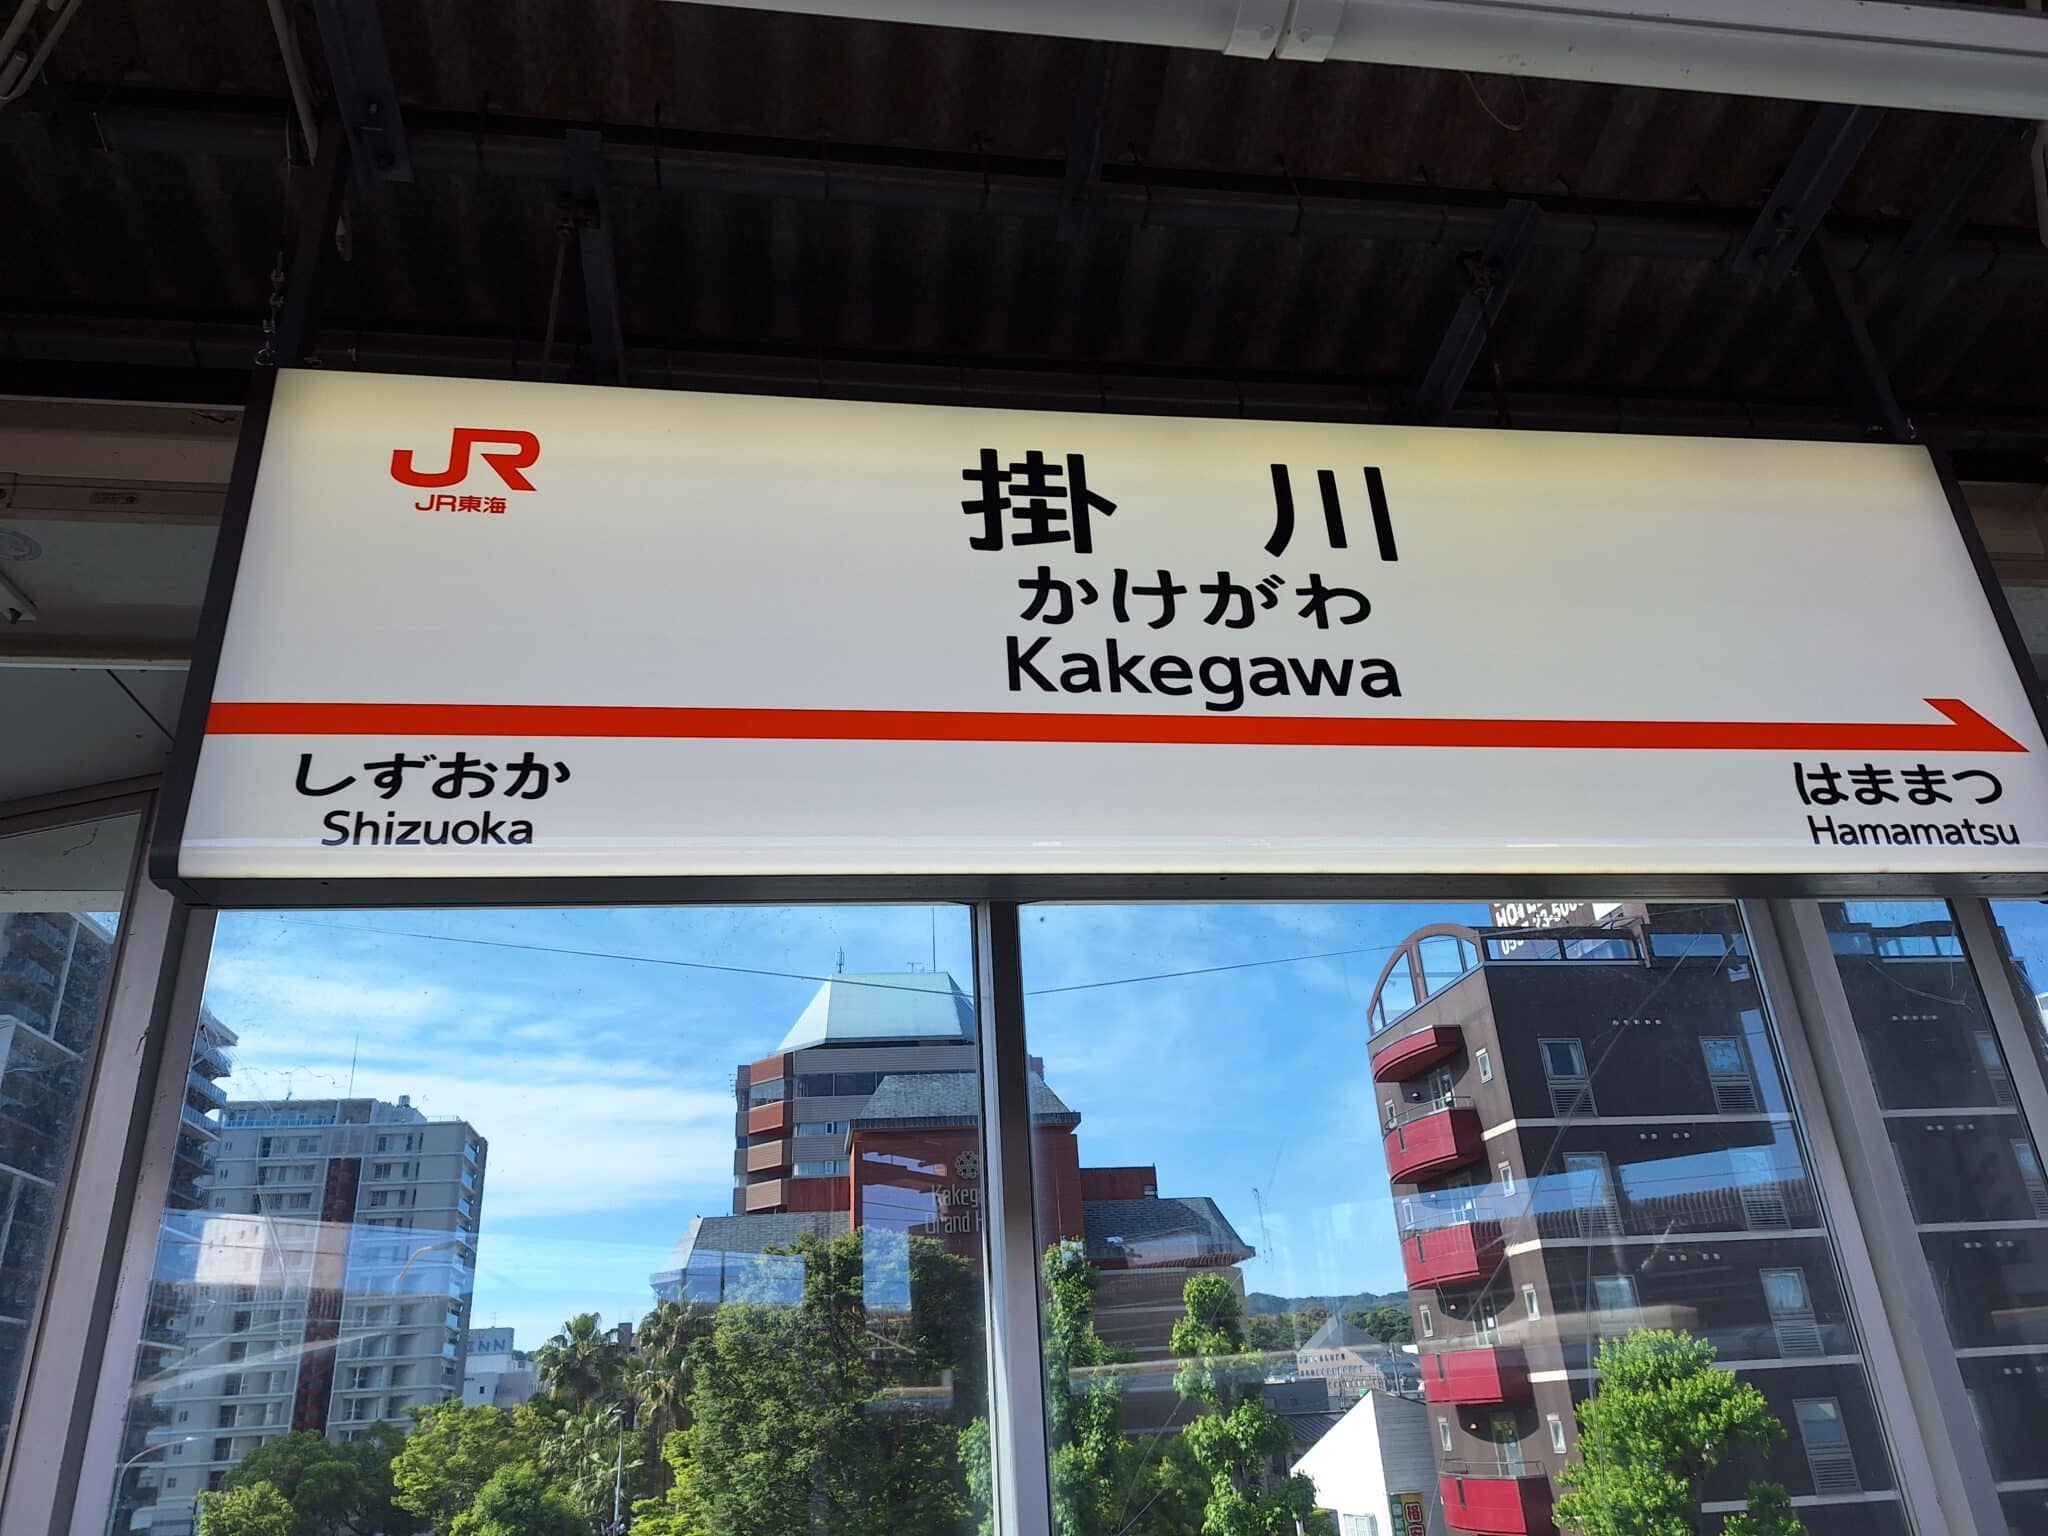 JR
JR東海
掛川
かけがわ
Kakegawa
しずおか
Shizuoka
はままつ
Hamamatsu
INN